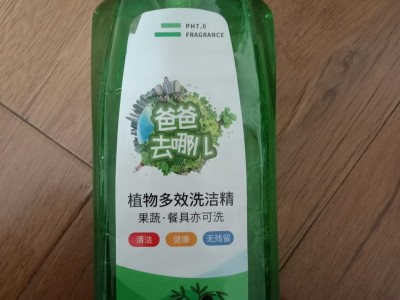 PH7.0
FRAGRANCE
爸爸
去哪儿
植物多效洗洁精
果蔬·餐具亦可洗
清洁 健康 无残留